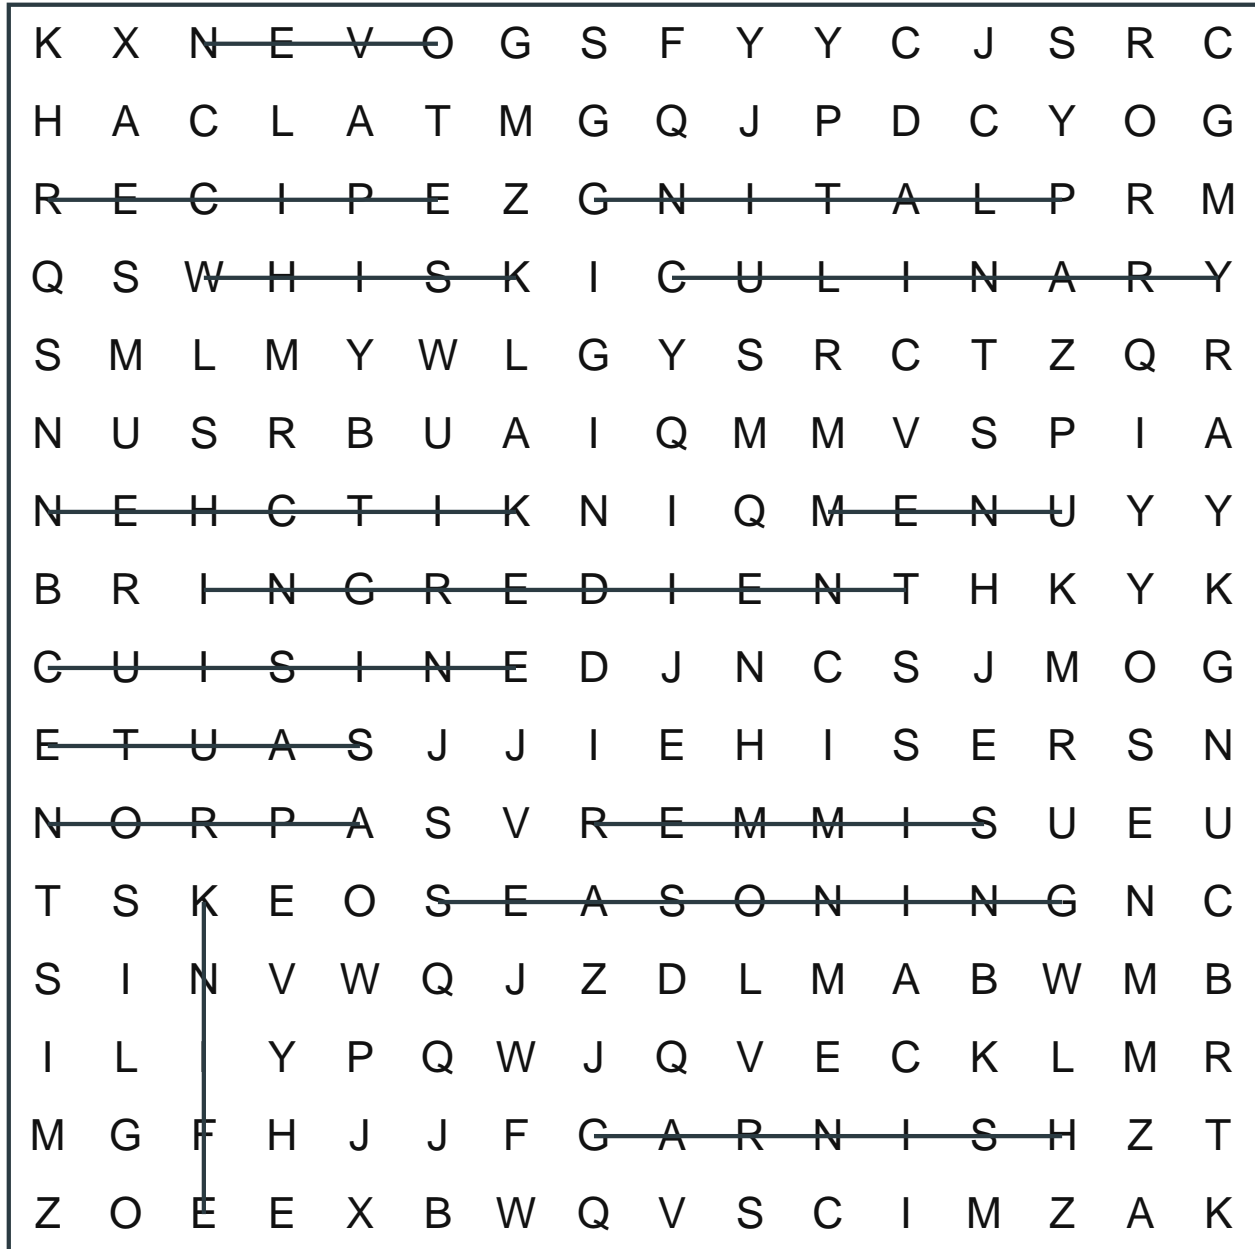 K X N E V O G S F Y Y C J S R C
H A C L A T M G Q J P D C Y O G
R E C I P E Z G N I T A L P R M
Q S W H I S K I C U L I N A R Y
S M L M Y W L G Y S R C T Z Q R
N U S R B U A I Q M M V S P I A
N E H C T I K N I Q M E N U Y Y
B R I N G R E D I E N T H K Y K
C U I S I N E D J N C S J M O G
E T U A S J J I E H I S E R S N
N O R P A S V R E M M I S U E U
T S K E O S E A S O N I N G N C
S I N V W Q J Z D L M A B W M B
I L I Y P Q W J Q V E C K L M R
M G F H J J F G A R N I S H Z T
Z O E E X B W Q V S C I M Z A K